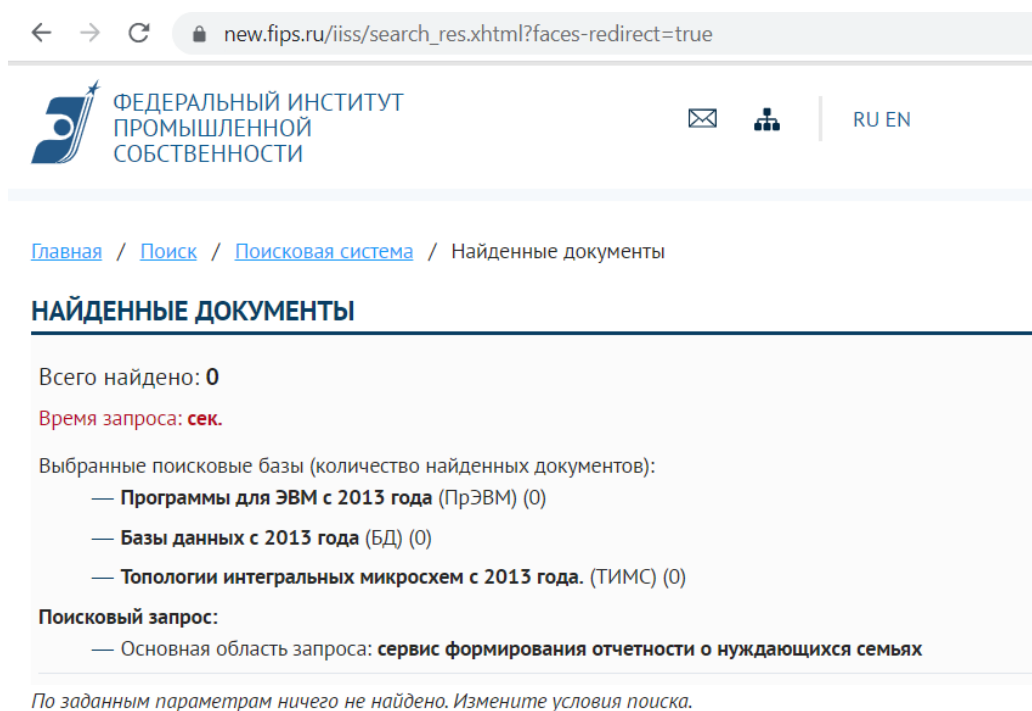 new.fips.ru/iiss/search_res.xhtml?faces-redirect=true
ФЕДЕРАЛЬНЫЙ ИНСТИТУТ
ПРОМЫШЛЕННОЙ
СОБСТВЕННОСТИ
RU EN
Главная / Поиск / Поисковая система / Найденные документы
НАЙДЕННЫЕ ДОКУМЕНТЫ
Всего найдено: 0
Время запроса: сек.
Выбранные поисковые базы (количество найденных документов):
— Программы для ЭВМ с 2013 года (ПрЭВМ) (0)
— Базы данных с 2013 года (БД) (0)
— Топологии интегральных микросхем с 2013 года. (ТИМС) (0)
Поисковый запрос:
— Основная область запроса: сервис формирования отчетности о нуждающихся семьях
По заданным параметрам ничего не найдено. Измените условия поиска.